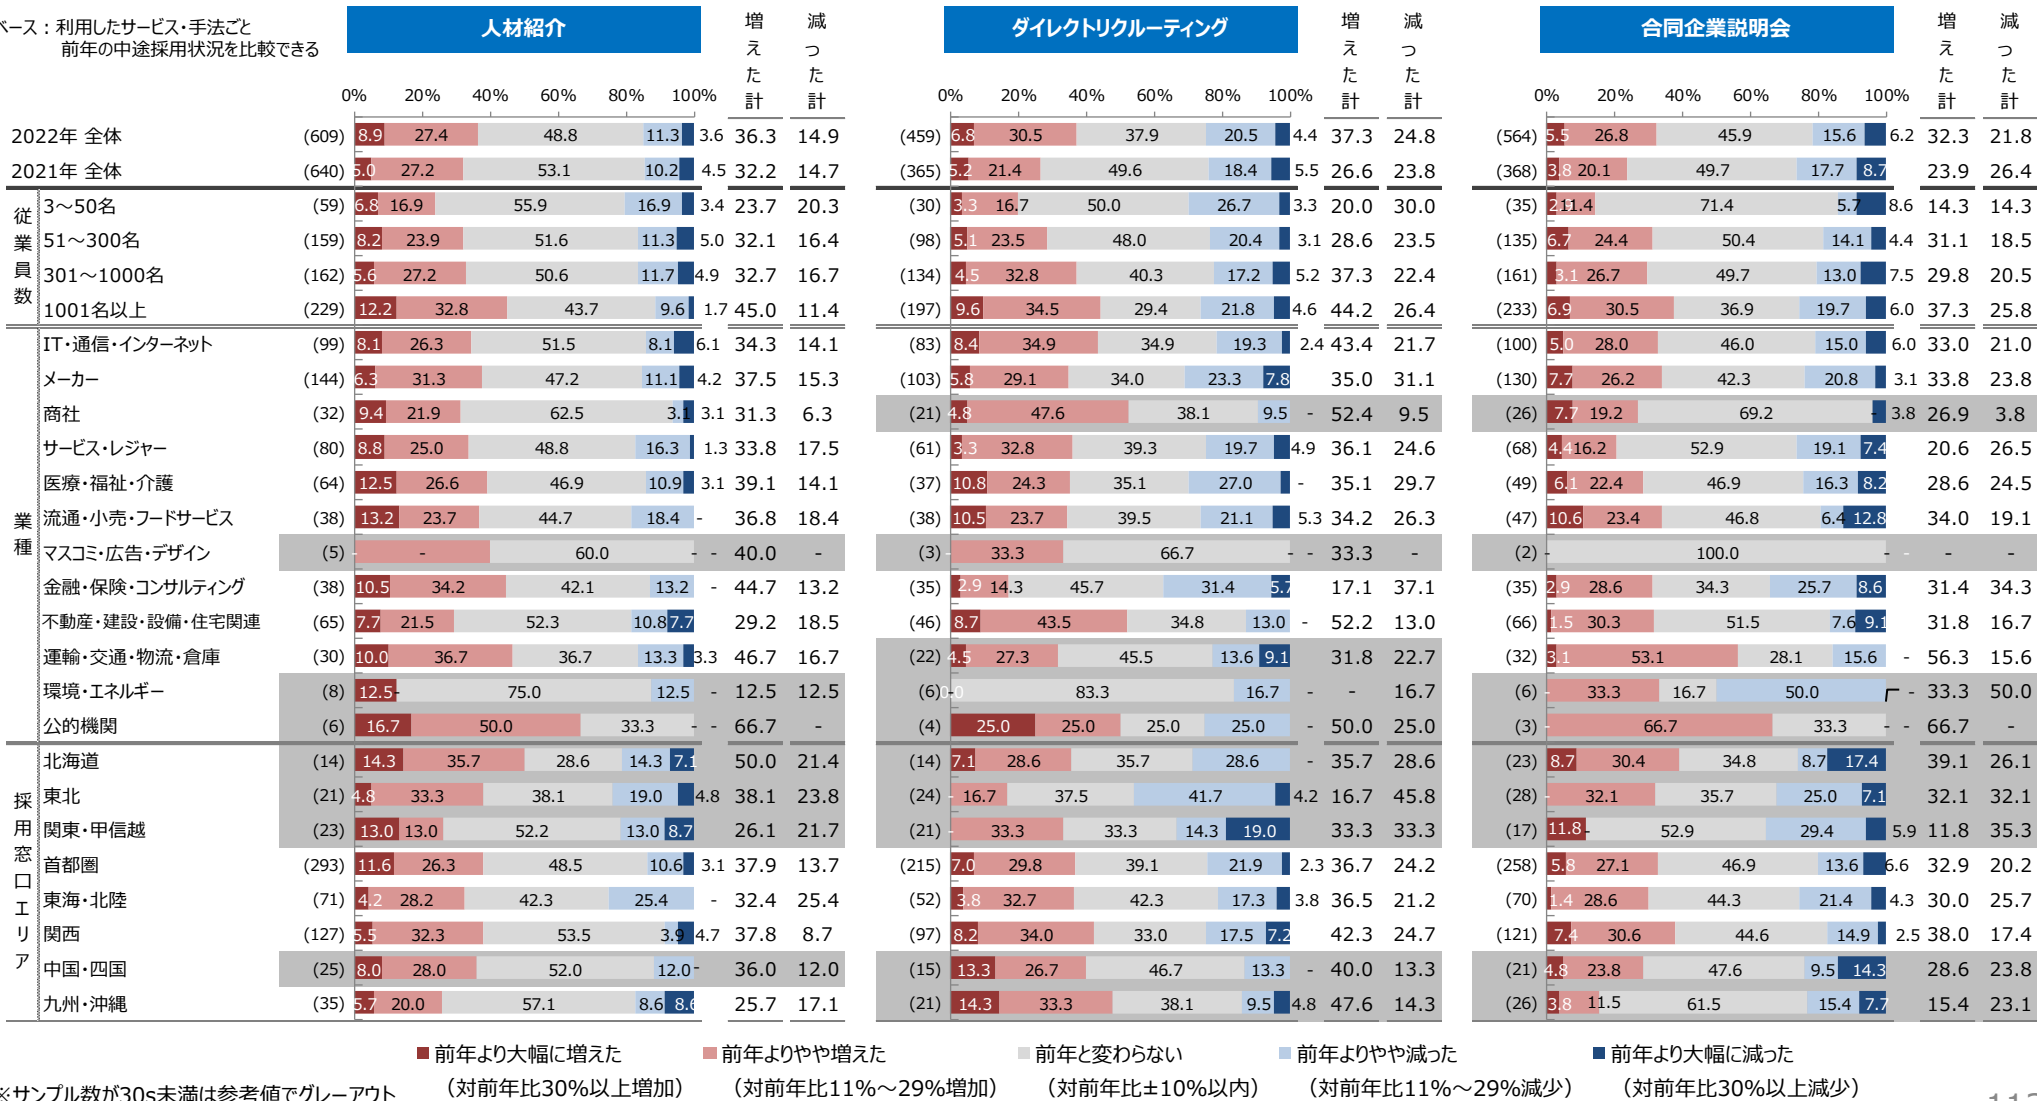 ベース：利用したサービス・手法ごと
前年の中途採用状況を比較できる
人材紹介 増えた計 減った計 ダイレクトリクルーティング 増えた計 減った計 合同企業説明会 増えた計 減った計
0% 20% 40% 60% 80% 100% 0% 20% 40% 60% 80% 100% 0% 20% 40% 60% 80% 100%
2022年 全体 (609) 8.9 27.4 48.8 11.3 3.6 36.3 14.9 (459) 6.8 30.5 37.9 20.5 4.4 37.3 24.8 (564) 5.5 26.8 45.9 15.6 6.2 32.3 21.8
2021年 全体 (640) 5.0 27.2 53.1 10.2 4.5 32.2 14.7 (365) 5.2 21.4 49.6 18.4 5.5 26.6 23.8 (368) 3.8 20.1 49.7 17.7 8.7 23.9 26.4
従業員数
3～50名 (59) 6.8 16.9 55.9 16.9 3.4 23.7 20.3 (30) 3.3 16.7 50.0 26.7 3.3 20.0 30.0 (35) 11.4 71.4 5.7 8.6 14.3 14.3
51～300名 (159) 8.2 23.9 51.6 11.3 5.0 32.1 16.4 (98) 5.1 23.5 48.0 20.4 3.1 28.6 23.5 (135) 6.7 24.4 50.4 14.1 4.4 31.1 18.5
301～1000名 (162) 5.6 27.2 50.6 11.7 4.9 32.7 16.7 (134) 4.5 32.8 40.3 17.2 5.2 37.3 22.4 (161) 3.1 26.7 49.7 13.0 7.5 29.8 20.5
1001名以上 (229) 12.2 32.8 43.7 9.6 1.7 45.0 11.4 (197) 9.6 34.5 29.4 21.8 4.6 44.2 26.4 (233) 6.9 30.5 36.9 19.7 6.0 37.3 25.8
業種
IT・通信・インターネット (99) 8.1 26.3 51.5 8.1 6.1 34.3 14.1 (83) 8.4 34.9 34.9 19.3 2.4 43.4 21.7 (100) 5.0 28.0 46.0 15.0 6.0 33.0 21.0
メーカー (144) 6.3 31.3 47.2 11.1 4.2 37.5 15.3 (103) 5.8 29.1 34.0 23.3 7.8 35.0 31.1 (130) 7.7 26.2 42.3 20.8 3.1 33.8 23.8
商社 (32) 9.4 21.9 62.5 3.1 3.1 31.3 6.3 (21) 4.8 47.6 38.1 9.5 - 52.4 9.5 (26) 7.7 19.2 69.2 - 3.8 26.9 3.8
サービス・レジャー (80) 8.8 25.0 48.8 16.3 1.3 33.8 17.5 (61) 3.3 32.8 39.3 19.7 4.9 36.1 24.6 (68) 4.4 16.2 52.9 19.1 7.4 20.6 26.5
医療・福祉・介護 (64) 12.5 26.6 46.9 10.9 3.1 39.1 14.1 (37) 10.8 24.3 35.1 27.0 - 35.1 29.7 (49) 6.1 22.4 46.9 16.3 8.2 28.6 24.5
流通・小売・フードサービス (38) 13.2 23.7 44.7 18.4 - 36.8 18.4 (38) 10.5 23.7 39.5 21.1 5.3 34.2 26.3 (47) 10.6 23.4 46.8 6.4 12.8 34.0 19.1
マスコミ・広告・デザイン (5) - - 60.0 - - 40.0 - (3) - 33.3 66.7 - - 33.3 - (2) - 100.0 - - - -
金融・保険・コンサルティング (38) 10.5 34.2 42.1 13.2 - 44.7 13.2 (35) 2.9 14.3 45.7 31.4 5.7 17.1 37.1 (35) 2.9 28.6 34.3 25.7 8.6 31.4 34.3
不動産・建設・設備・住宅関連 (65) 7.7 21.5 52.3 10.8 7.7 29.2 18.5 (46) 8.7 43.5 34.8 13.0 - 52.2 13.0 (66) 1.5 30.3 51.5 7.6 9.1 31.8 16.7
運輸・交通・物流・倉庫 (30) 10.0 36.7 36.7 13.3 3.3 46.7 16.7 (22) 4.5 27.3 45.5 13.6 9.1 31.8 22.7 (32) 3.1 53.1 28.1 15.6 - 56.3 15.6
環境・エネルギー (8) 12.5 - 75.0 12.5 - 12.5 12.5 (6) 0.0 83.3 16.7 - - 16.7 (6) - 33.3 16.7 50.0 - 33.3 50.0
公的機関 (6) 16.7 50.0 33.3 - - 66.7 - (4) 25.0 25.0 25.0 25.0 - 50.0 25.0 (3) - 66.7 33.3 - - 66.7 -
採用窓口エリア
北海道 (14) 14.3 35.7 28.6 14.3 7.1 50.0 21.4 (14) 7.1 28.6 35.7 28.6 - 35.7 28.6 (23) 8.7 30.4 34.8 8.7 17.4 39.1 26.1
東北 (21) 4.8 33.3 38.1 19.0 4.8 38.1 23.8 (24) - 16.7 37.5 41.7 4.2 16.7 45.8 (28) - 32.1 35.7 25.0 7.1 32.1 32.1
関東・甲信越 (23) 13.0 13.0 52.2 13.0 8.7 26.1 21.7 (21) - 33.3 33.3 14.3 19.0 33.3 33.3 (17) 11.8 - 52.9 29.4 5.9 11.8 35.3
首都圏 (293) 11.6 26.3 48.5 10.6 3.1 37.9 13.7 (215) 7.0 29.8 39.1 21.9 2.3 36.7 24.2 (258) 5.8 27.1 46.9 13.6 6.6 32.9 20.2
東海・北陸 (71) 4.2 28.2 42.3 25.4 - 32.4 25.4 (52) 3.8 32.7 42.3 17.3 3.8 36.5 21.2 (70) 1.4 28.6 44.3 21.4 4.3 30.0 25.7
関西 (127) 5.5 32.3 53.5 3.9 4.7 37.8 8.7 (97) 8.2 34.0 33.0 17.5 7.2 42.3 24.7 (121) 7.4 30.6 44.6 14.9 2.5 38.0 17.4
中国・四国 (25) 8.0 28.0 52.0 12.0 - 36.0 12.0 (15) 13.3 26.7 46.7 13.3 - 40.0 13.3 (21) 4.8 23.8 47.6 9.5 14.3 28.6 23.8
九州・沖縄 (35) 5.7 20.0 57.1 8.6 8.6 25.7 17.1 (21) 14.3 33.3 38.1 9.5 4.8 47.6 14.3 (26) 3.8 11.5 61.5 15.4 7.7 15.4 23.1
前年より大幅に増えた 前年よりやや増えた 前年と変わらない 前年よりやや減った 前年より大幅に減った
（対前年比30%以上増加） （対前年比11%～29%増加） （対前年比±10%以内） （対前年比11%～29%減少） （対前年比30%以上減少）
※サンプル数が30s未満は参考値でグレーアウト